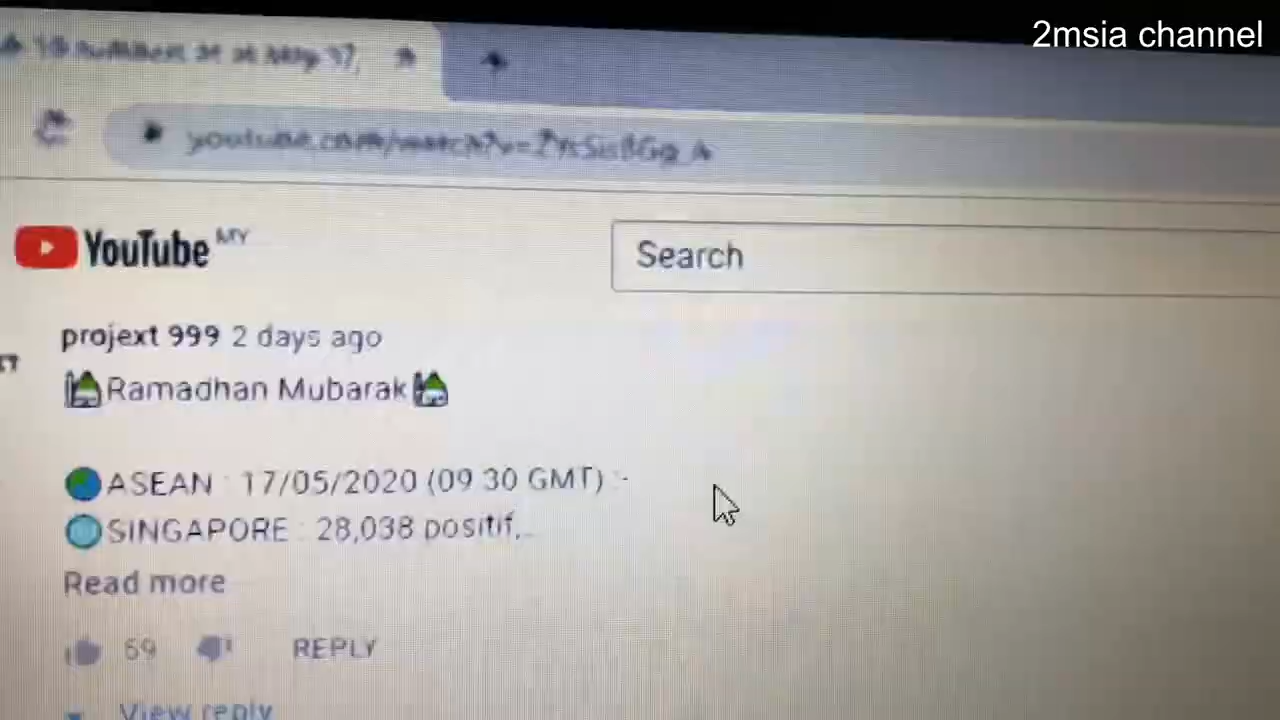 2msia channel
YouTube MY
Search
projext 999 2 days ago
Ramadhan Mubarak
ASEAN : 17/05/2020 (09 30 GMT) :-
SINGAPORE : 28,038 positif,...
Read more
69 REPLY
View reply